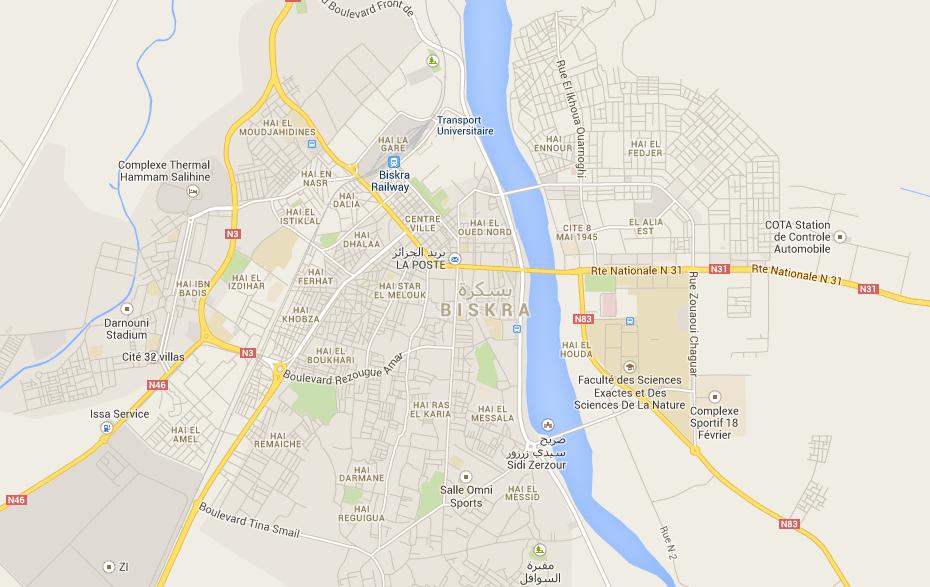 Boulevard Front de
HAI EL
MOUDJAHIDINES
Transport
Universitaire
HAI LA
GARE
Biskra
Railway
Rue El Ikhoua Ouamoghi
HAI
ENNOUR
HAI EL
FEDJER
Complexe Thermal
Hammam Salihine
HAI EN
NASR
HAI
DALIA
HAI EL
ISTIKLAL
CENTRE
VILLE
HAI EL
OUED NORD
CITE 8
MAI 1945
EL ALIA
EST
COTA Station
de Controle
Automobile
N3
HAI
DHALAA
بريد الجزائر
LA POSTE
Rte Nationale N 31
N31
Rte Nationale N 31
N31
HAI IBN
BADIS
HAI EL
IZDIHAR
HAI
FERHAT
HAI STAR
EL MELOUK
بسكرة
BISKRA
Rue Zouaoui Chaguar
HAI
KHOBZA
Darnouni
Stadium
N83
Cité 32 villas
N3
HAI EL
BOUKHARI
Boulevard Rezougue Amar
HAI EL
HOUDA
Faculté des Sciences
Exactes et Des
Sciences De La Nature
N46
Issa Service
HAI EL
AMEL
HAI
REMAICHE
HAI RAS
EL KARIA
HAI EL
MESSALA
Complexe
Sportif 18
Février
ضريح
سيدي زرزور
Sidi Zerzour
HAI
DARMANE
Salle Omni
Sports
HAI EL
MESSID
N46
HAI
REGUIGUA
Boulevard Tina Smail
N83
Rue N 2
ZI
مقبرة
السوافل